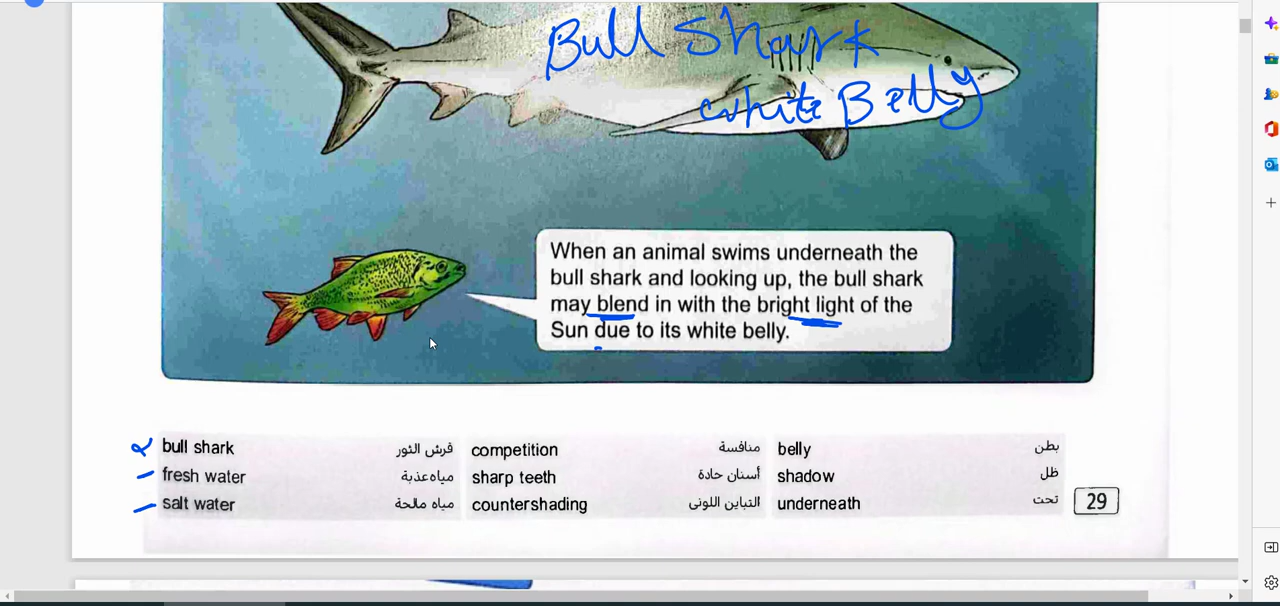 Bull Shark
white Belly
When an animal swims underneath the
bull shark and looking up, the bull shark
may blend in with the bright light of the
Sun due to its white belly.
bull shark قرش الثور competition منافسة belly بطن
fresh water مياه عذبة sharp teeth أسنان حادة shadow ظل
salt water مياه مالحة countershading التباين اللونى underneath تحت
29